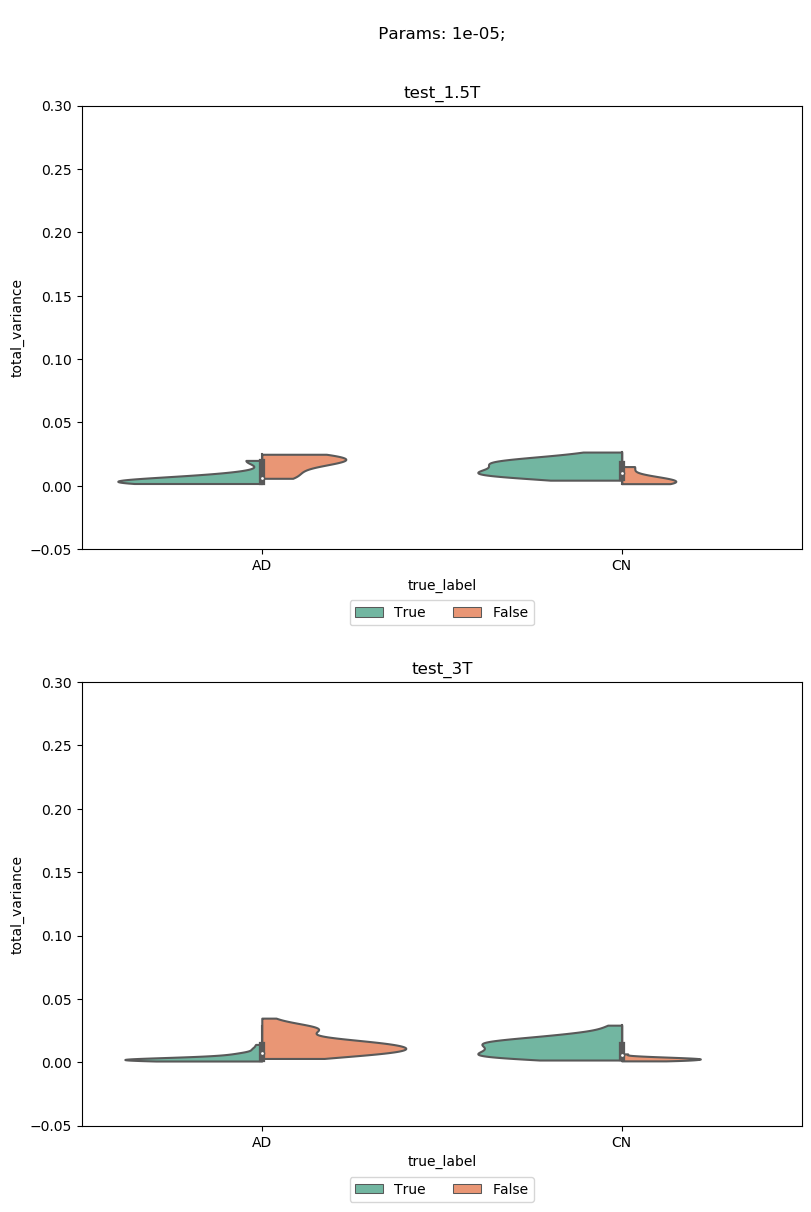 Params: 1e-05;
test_1.5T
0.30
0.25
0.20
0.15
0.10
0.05
0.00
−0.05
total_variance
AD CN
true_label
True False
test_3T
0.30
0.25
0.20
0.15
0.10
0.05
0.00
−0.05
total_variance
AD CN
true_label
True False